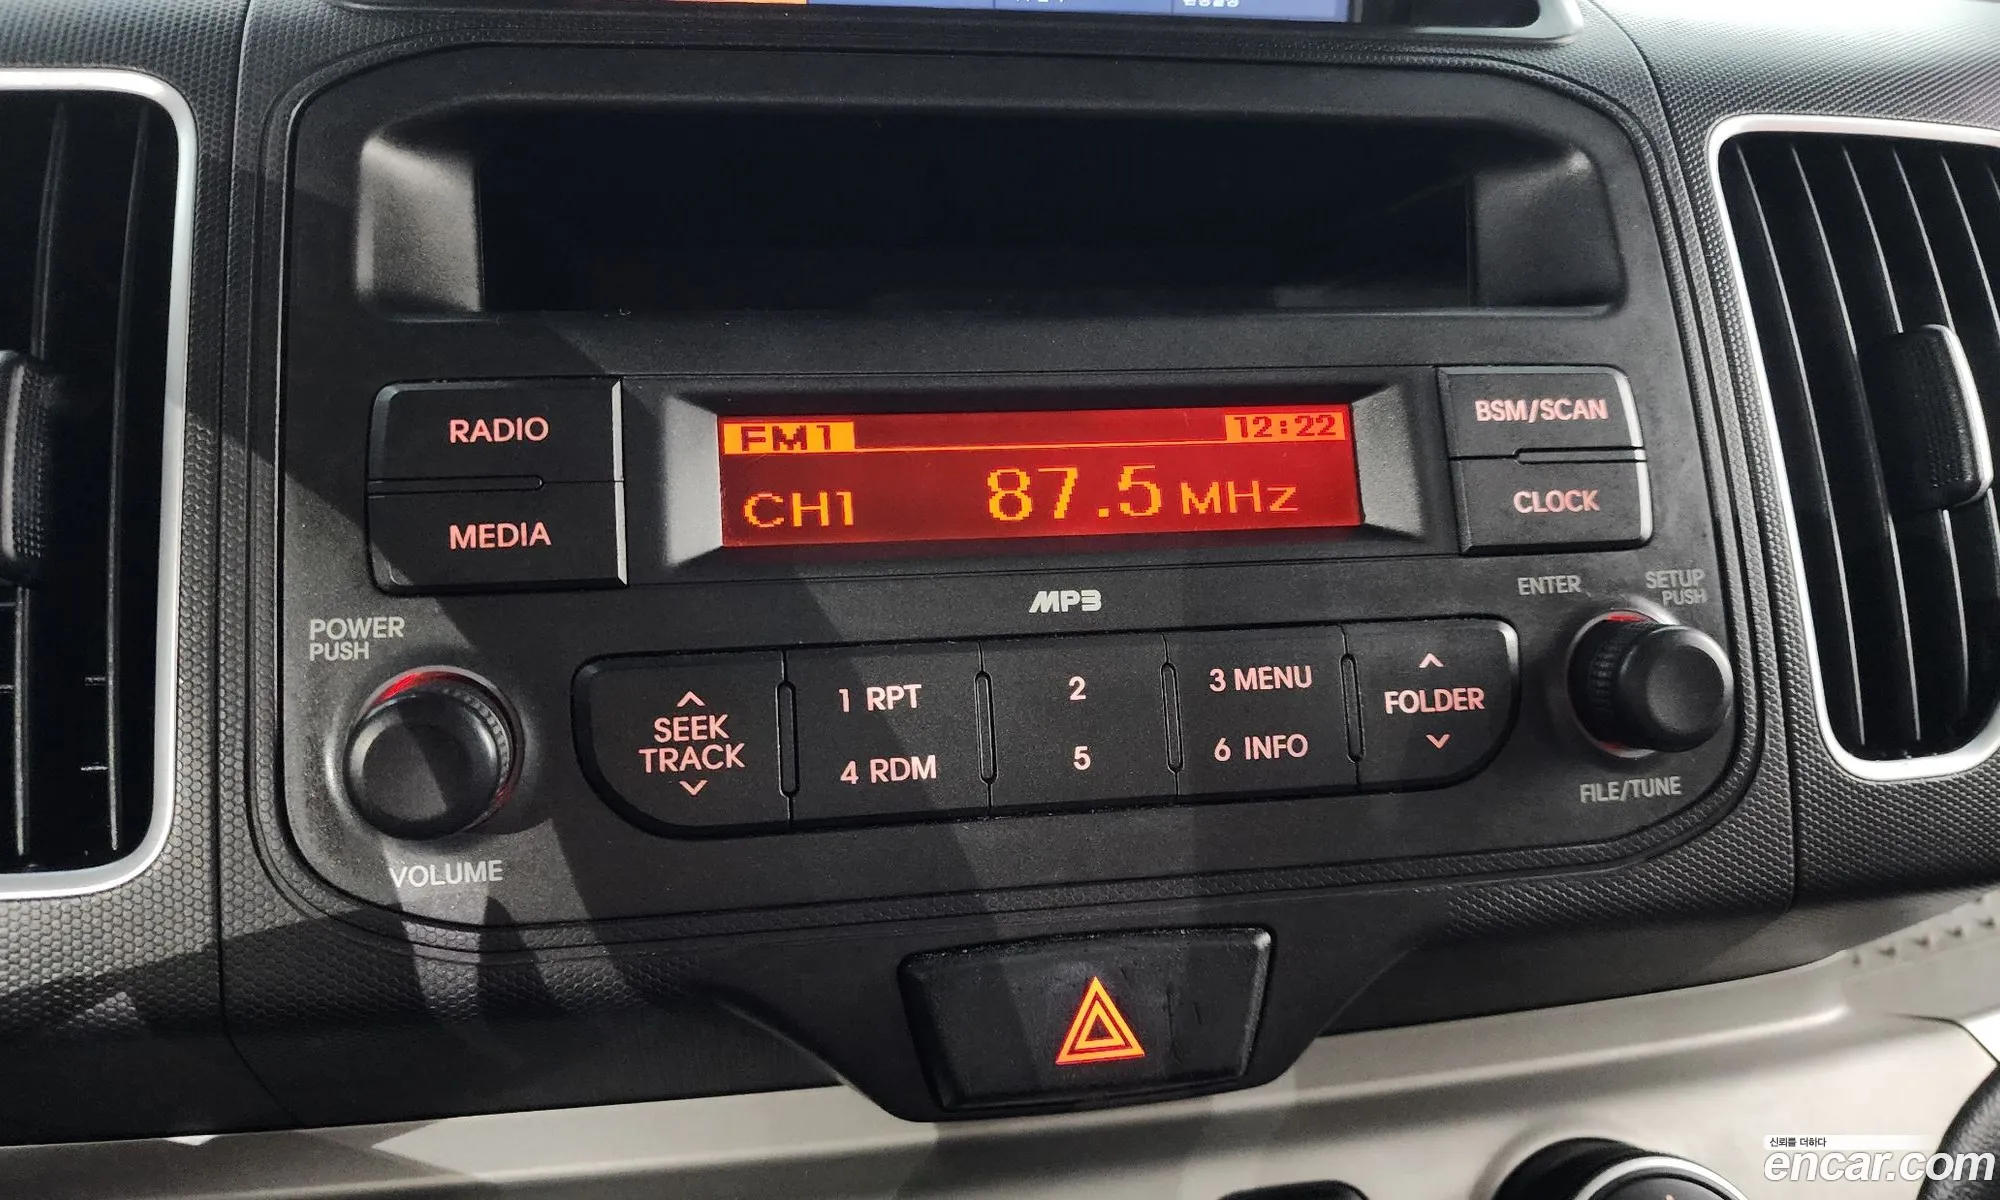 RADIO
MEDIA
FM1
12:22
CH1 87.5 MHz
BSM/SCAN
CLOCK
MP3
POWER
PUSH
VOLUME
SEEK
TRACK
1 RPT
2
3 MENU
4 RDM
5
6 INFO
FOLDER
ENTER
SETUP
PUSH
FILE/TUNE
신뢰를 더하다
encar.com